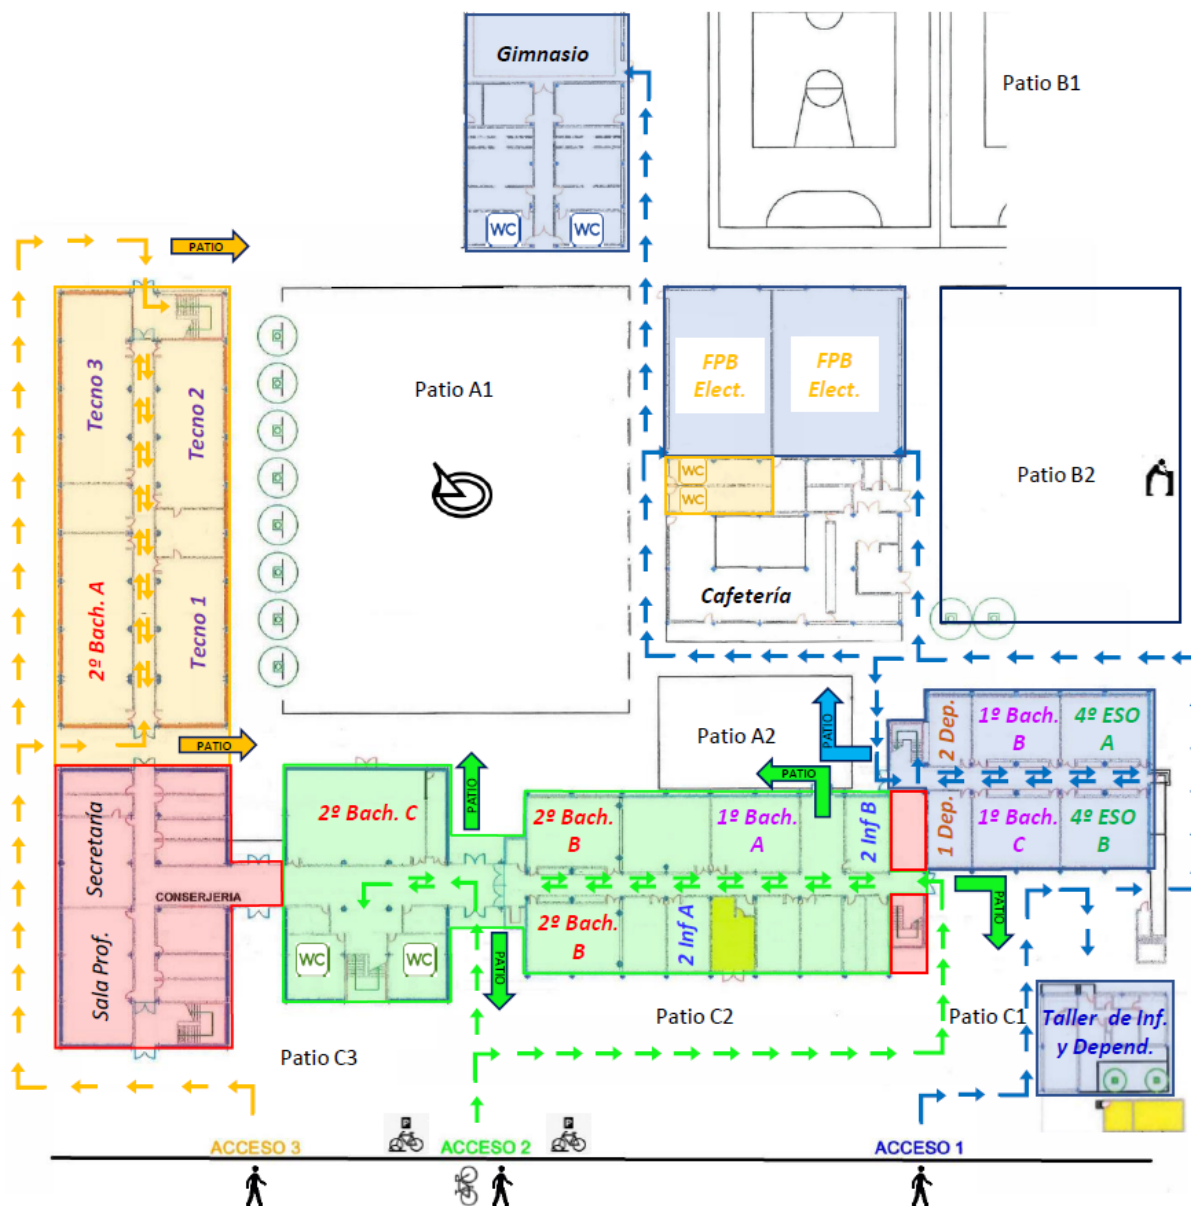 Gimnasio
Patio B1
WC
WC
PATIO
Tecno 3
Tecno 2
Patio A1
FPB
Elect.
FPB
Elect.
WC
WC
Patio B2
2º Bach. A
Tecno 1
Cafetería
PATIO
Patio A2
PATIO
PATIO
PATIO
2 Dep.
1º Bach.
B
4º ESO
A
Secretaría
2º Bach. C
2º Bach.
B
1º Bach.
A
2 Inf B
1 Dep.
1º Bach.
C
4º ESO
B
CONSERJERIA
Sala Prof.
WC
WC
PATIO
2º Bach.
B
2 Inf A
PATIO
Patio C3
Patio C2
Patio C1
Taller de Inf.
y Depend.
P
P
ACCESO 3
ACCESO 2
ACCESO 1